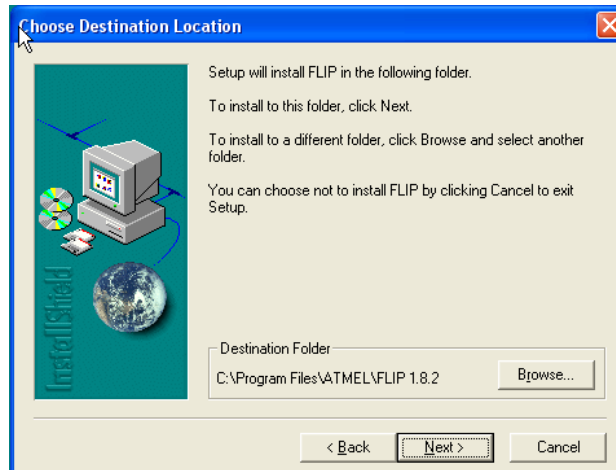 Choose Destination Location
Setup will install FLIP in the following folder.
To install to this folder, click Next.
To install to a different folder, click Browse and select another
folder.
You can choose not to install FLIP by clicking Cancel to exit
Setup.
InstallShield
Destination Folder
C:\Program Files\ATMEL\FLIP 1.8.2
Browse...
< Back
Next >
Cancel